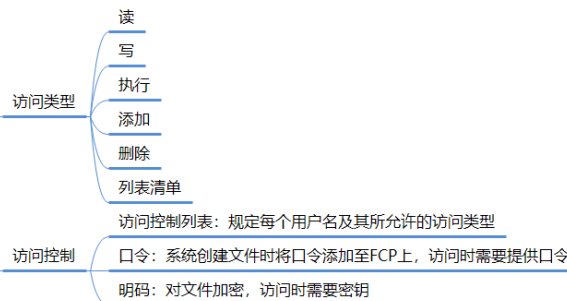 读
写
执行
访问类型
添加
删除
列表清单
访问控制列表：规定每个用户名及其所允许的访问类型
访问控制
口令：系统创建文件时将口令添加至FCP上，访问时需要提供口令
明码：对文件加密，访问时需要密钥